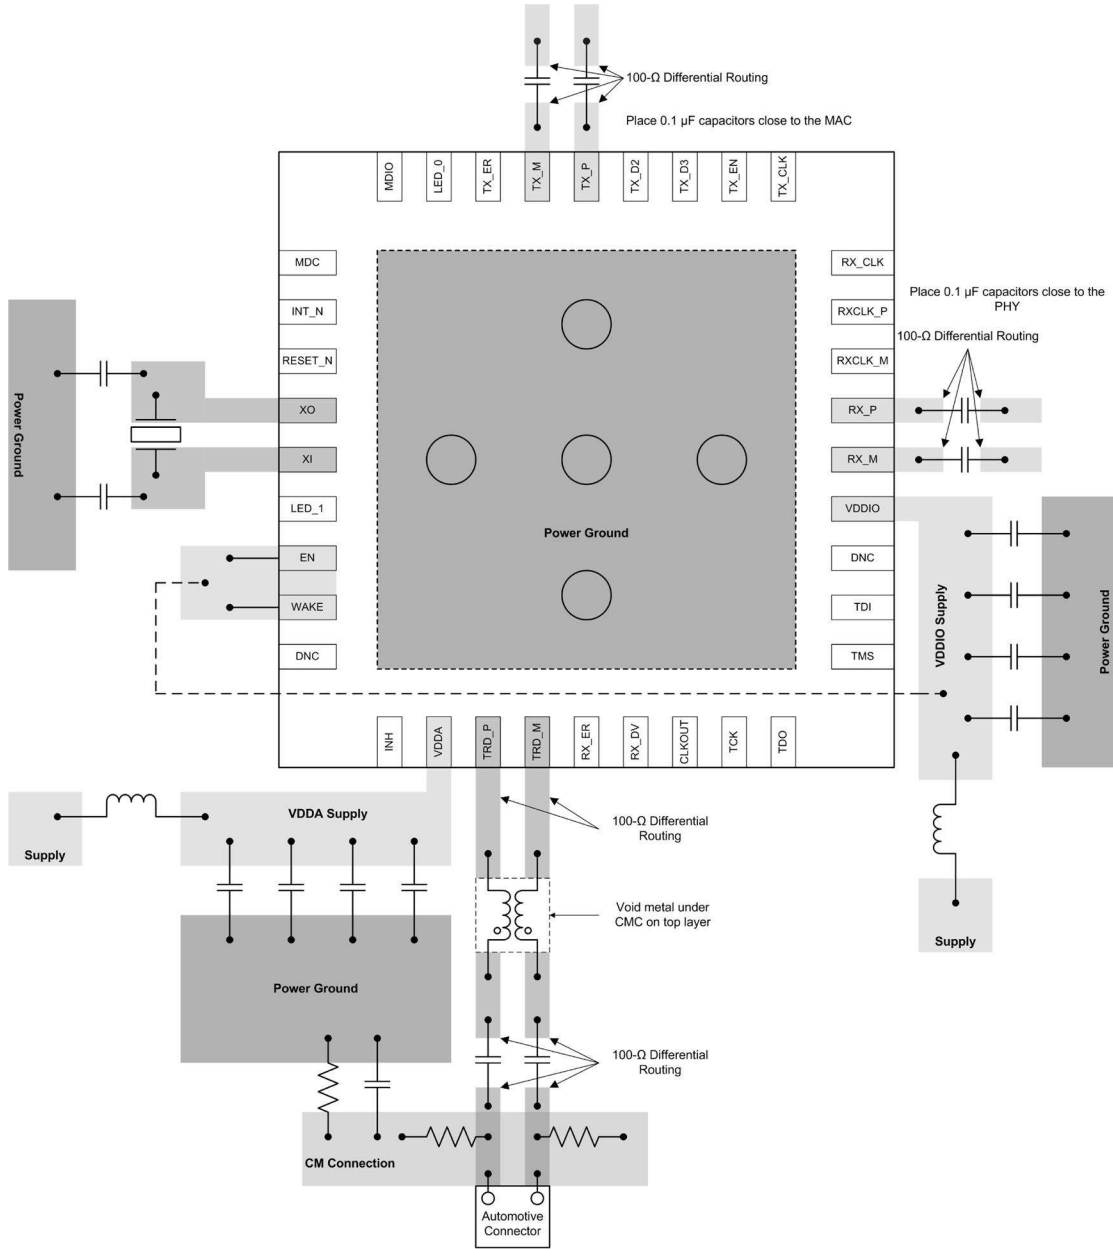 100-Ω Differential Routing
Place 0.1 µF capacitors close to the MAC
MDIO
LED_0
TX_ER
TX_M
TX_P
TX_D2
TX_D3
TX_EN
TX_CLK
MDC
INT_N
RESET_N
XO
XI
LED_1
EN
WAKE
DNC
Power Ground
Power Ground
RX_CLK
RXCLK_P
RXCLK_M
RX_P
RX_M
VDDIO
DNC
TDI
TMS
Place 0.1 µF capacitors close to the
PHY
100-Ω Differential Routing
VDDIO Supply
Power Ground
INH
VDDA
TRD_P
TRD_M
RX_ER
RX_DV
CLKOUT
TCK
TDO
VDDA Supply
Supply
100-Ω Differential
Routing
Void metal under
CMC on top layer
Supply
Power Ground
100-Ω Differential
Routing
CM Connection
Automotive
Connector